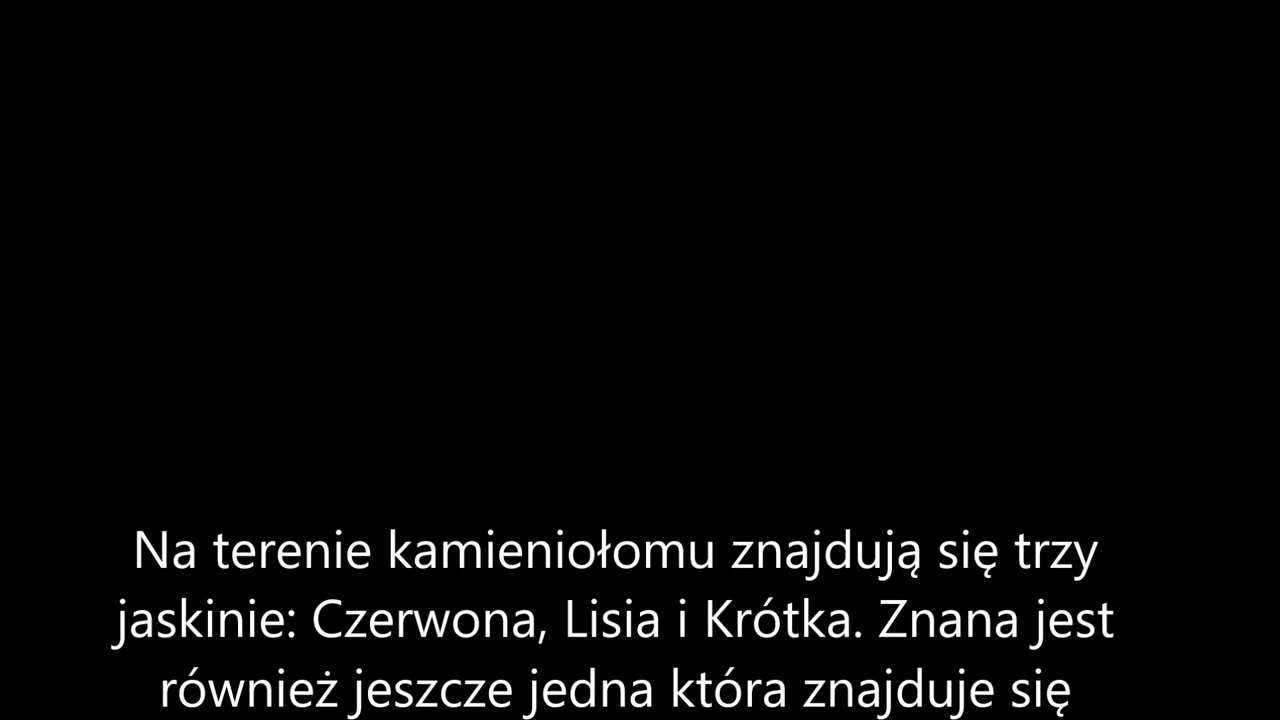 Na terenie kamieniołomu znajdują się trzy
jaskinie: Czerwona, Lisia i Krótka. Znana jest
również jeszcze jedna która znajduje się